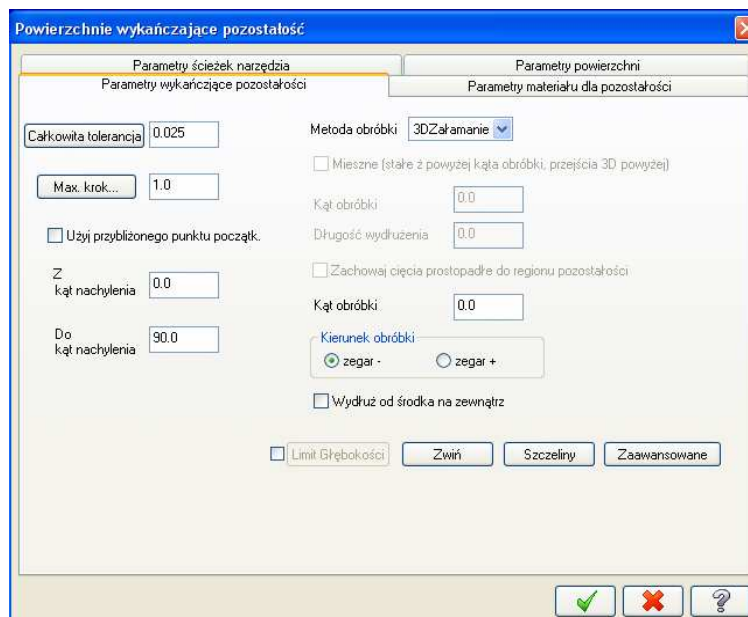 Powierzchnie wykańczające pozostałość
Parametry ścieżek narzędzia
Parametry powierzchni
Parametry wykańczjące pozostałości
Parametry materiału dla pozostałości
Całkowita tolerancja 0.025
Metoda obróbki 3DZałamanie
Mieszne (stałe ż powyżej kąta obróbki, przejścia 3D powyżej)
Max. krok... 1.0
Kąt obróbki 0.0
Użyj przybliżonego punktu początk.
Długość wydłużenia 0.0
Z
kąt nachylenia 0.0
Zachowaj cięcia prostopadłe do regionu pozostałości
Kąt obróbki 0.0
Do
kąt nachylenia 90.0
Kierunek obróbki
zegar - zegar +
Wydłuż od środka na zewnątrz
Limit Głębokości Zwiń Szczeliny Zaawansowane